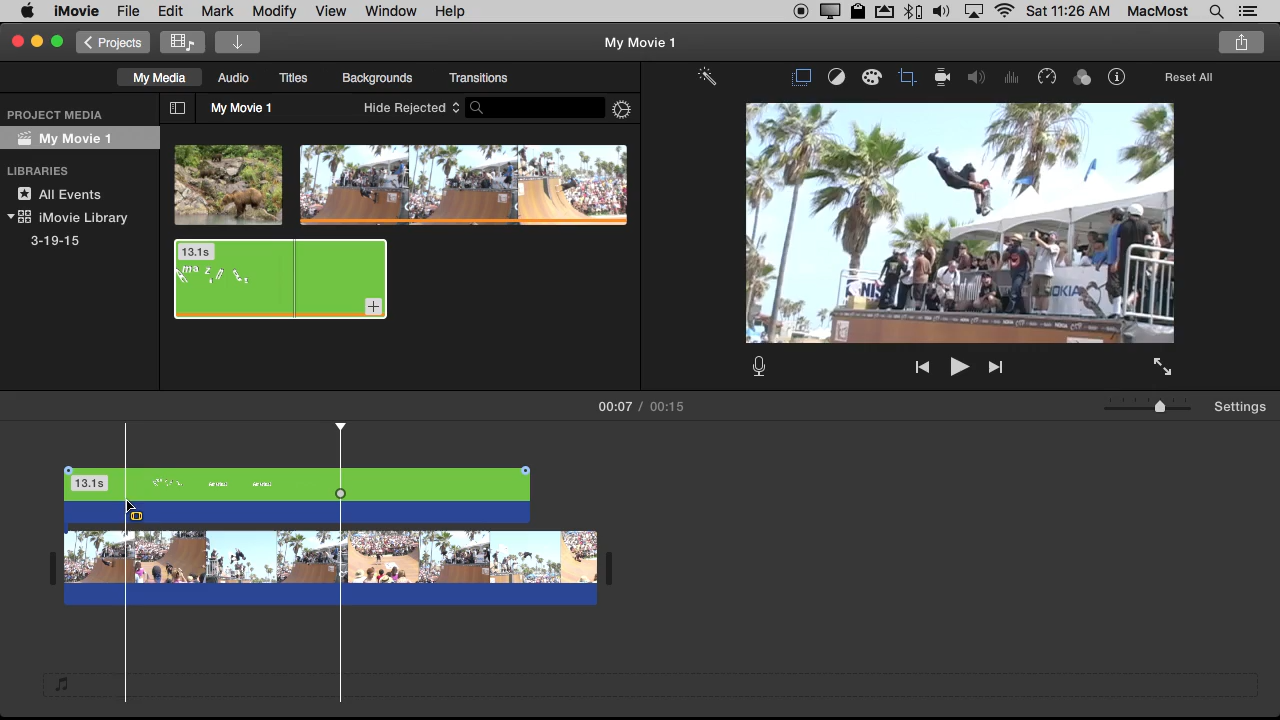 iMovie File Edit Mark Modify View Window Help Sat 11:26 AM MacMost
Projects My Movie 1
My Media Audio Titles Backgrounds Transitions Reset All
PROJECT MEDIA
My Movie 1
LIBRARIES
All Events
iMovie Library
3-19-15
My Movie 1 Hide Rejected
13.1s
NOKIA
00:07 / 00:15 Settings
13.1s